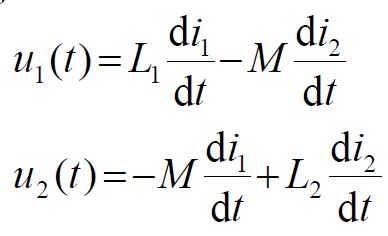 u₁(t)=L₁ di₁/dt − M di₂/dt
u₂(t)=−M di₁/dt + L₂ di₂/dt